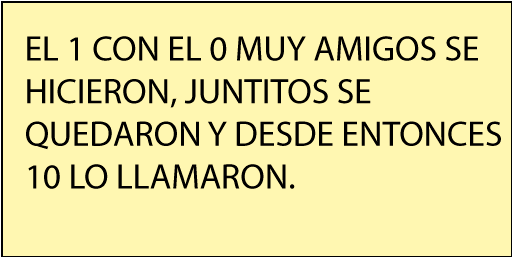 EL 1 CON EL 0 MUY AMIGOS SE
HICIERON, JUNTITOS SE
QUEDARON Y DESDE ENTONCES
10 LO LLAMARON.